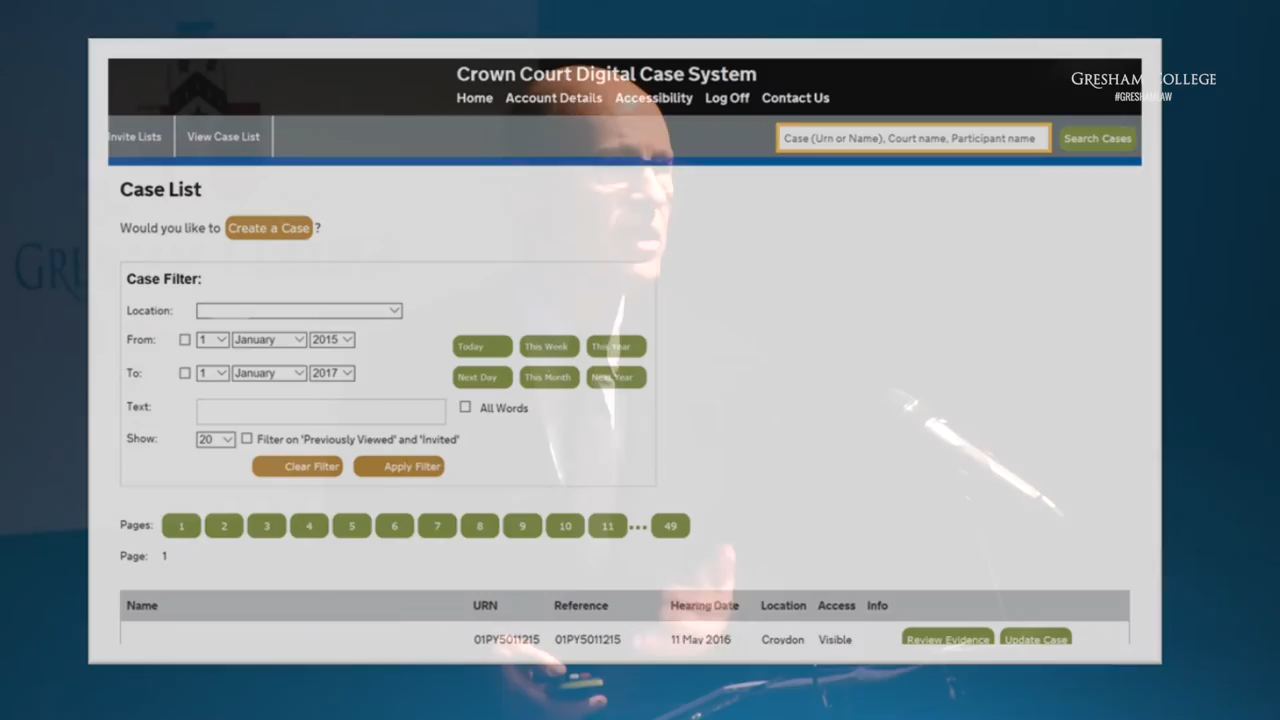 Crown Court Digital Case System
GRESHAM COLLEGE
Home Account Details Accessibility Log Off Contact Us
#GRESHAMLAW
Invite Lists View Case List Case (Urn or Name), Court name, Participant name Search Cases
Case List
Would you like to Create a Case ?
Case Filter:
Location:
From: 1 January 2015 Today This Week This Year
To: 1 January 2017 Next Day This Month Next Year
Text: All Words
Show: 20 Filter on 'Previously Viewed' and 'Invited'
Clear Filter Apply Filter
Pages: 1 2 3 4 5 6 7 8 9 10 11 ... 49
Page: 1
Name URN Reference Hearing Date Location Access Info
01PY5011215 01PY5011215 11 May 2016 Croydon Visible Review Evidence Update Case